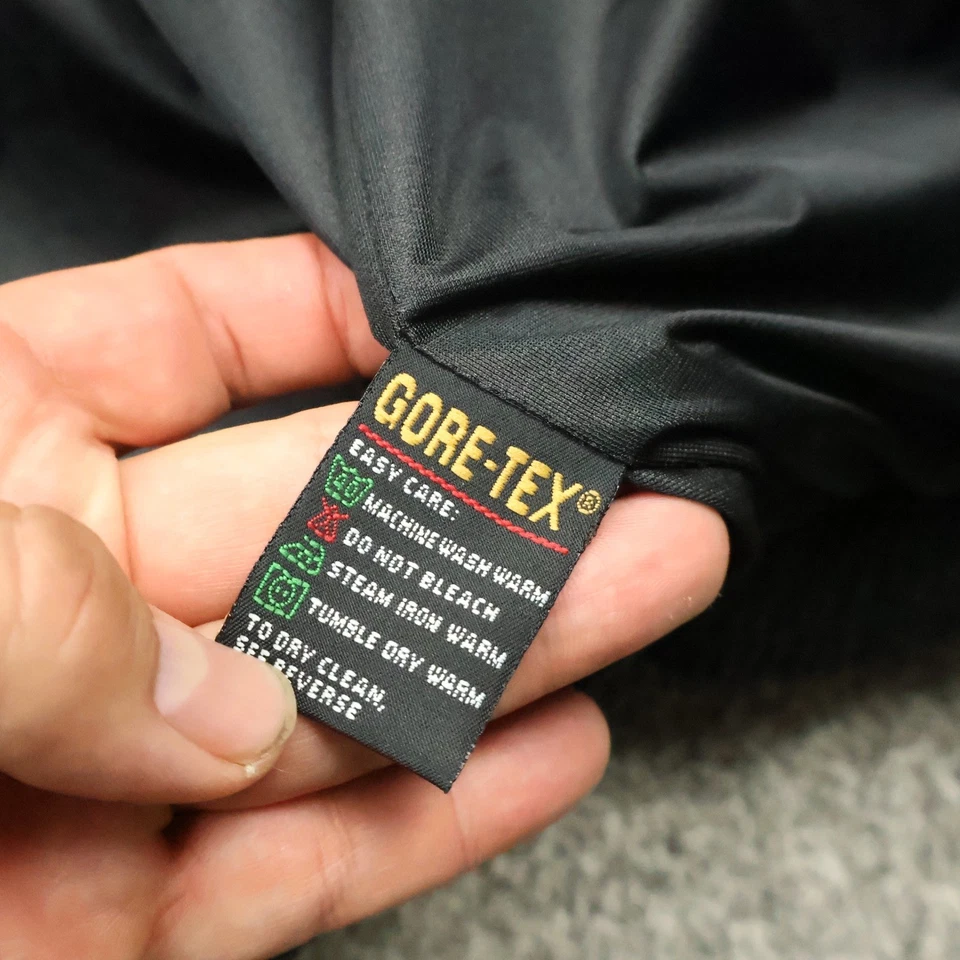 GORE-TEX®
EASY CARE:
MACHINE WASH WARM
DO NOT BLEACH
STEAM IRON WARM
TUMBLE DRY WARM
TO DRY CLEAN,
SEE REVERSE